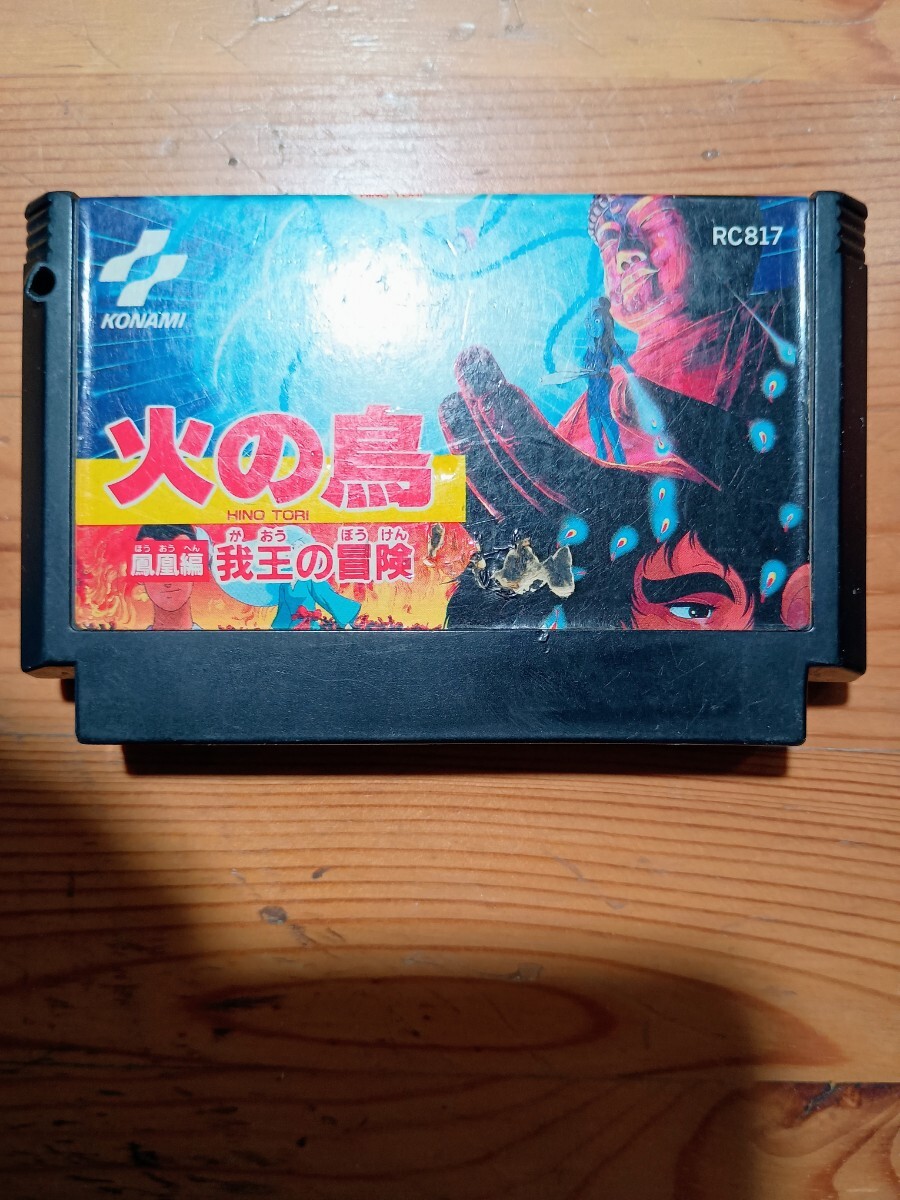 KONAMI
RC817
火の鳥
HINO TORI
ほうおうへん
鳳凰編
がおう ぼうけん
我王の冒険